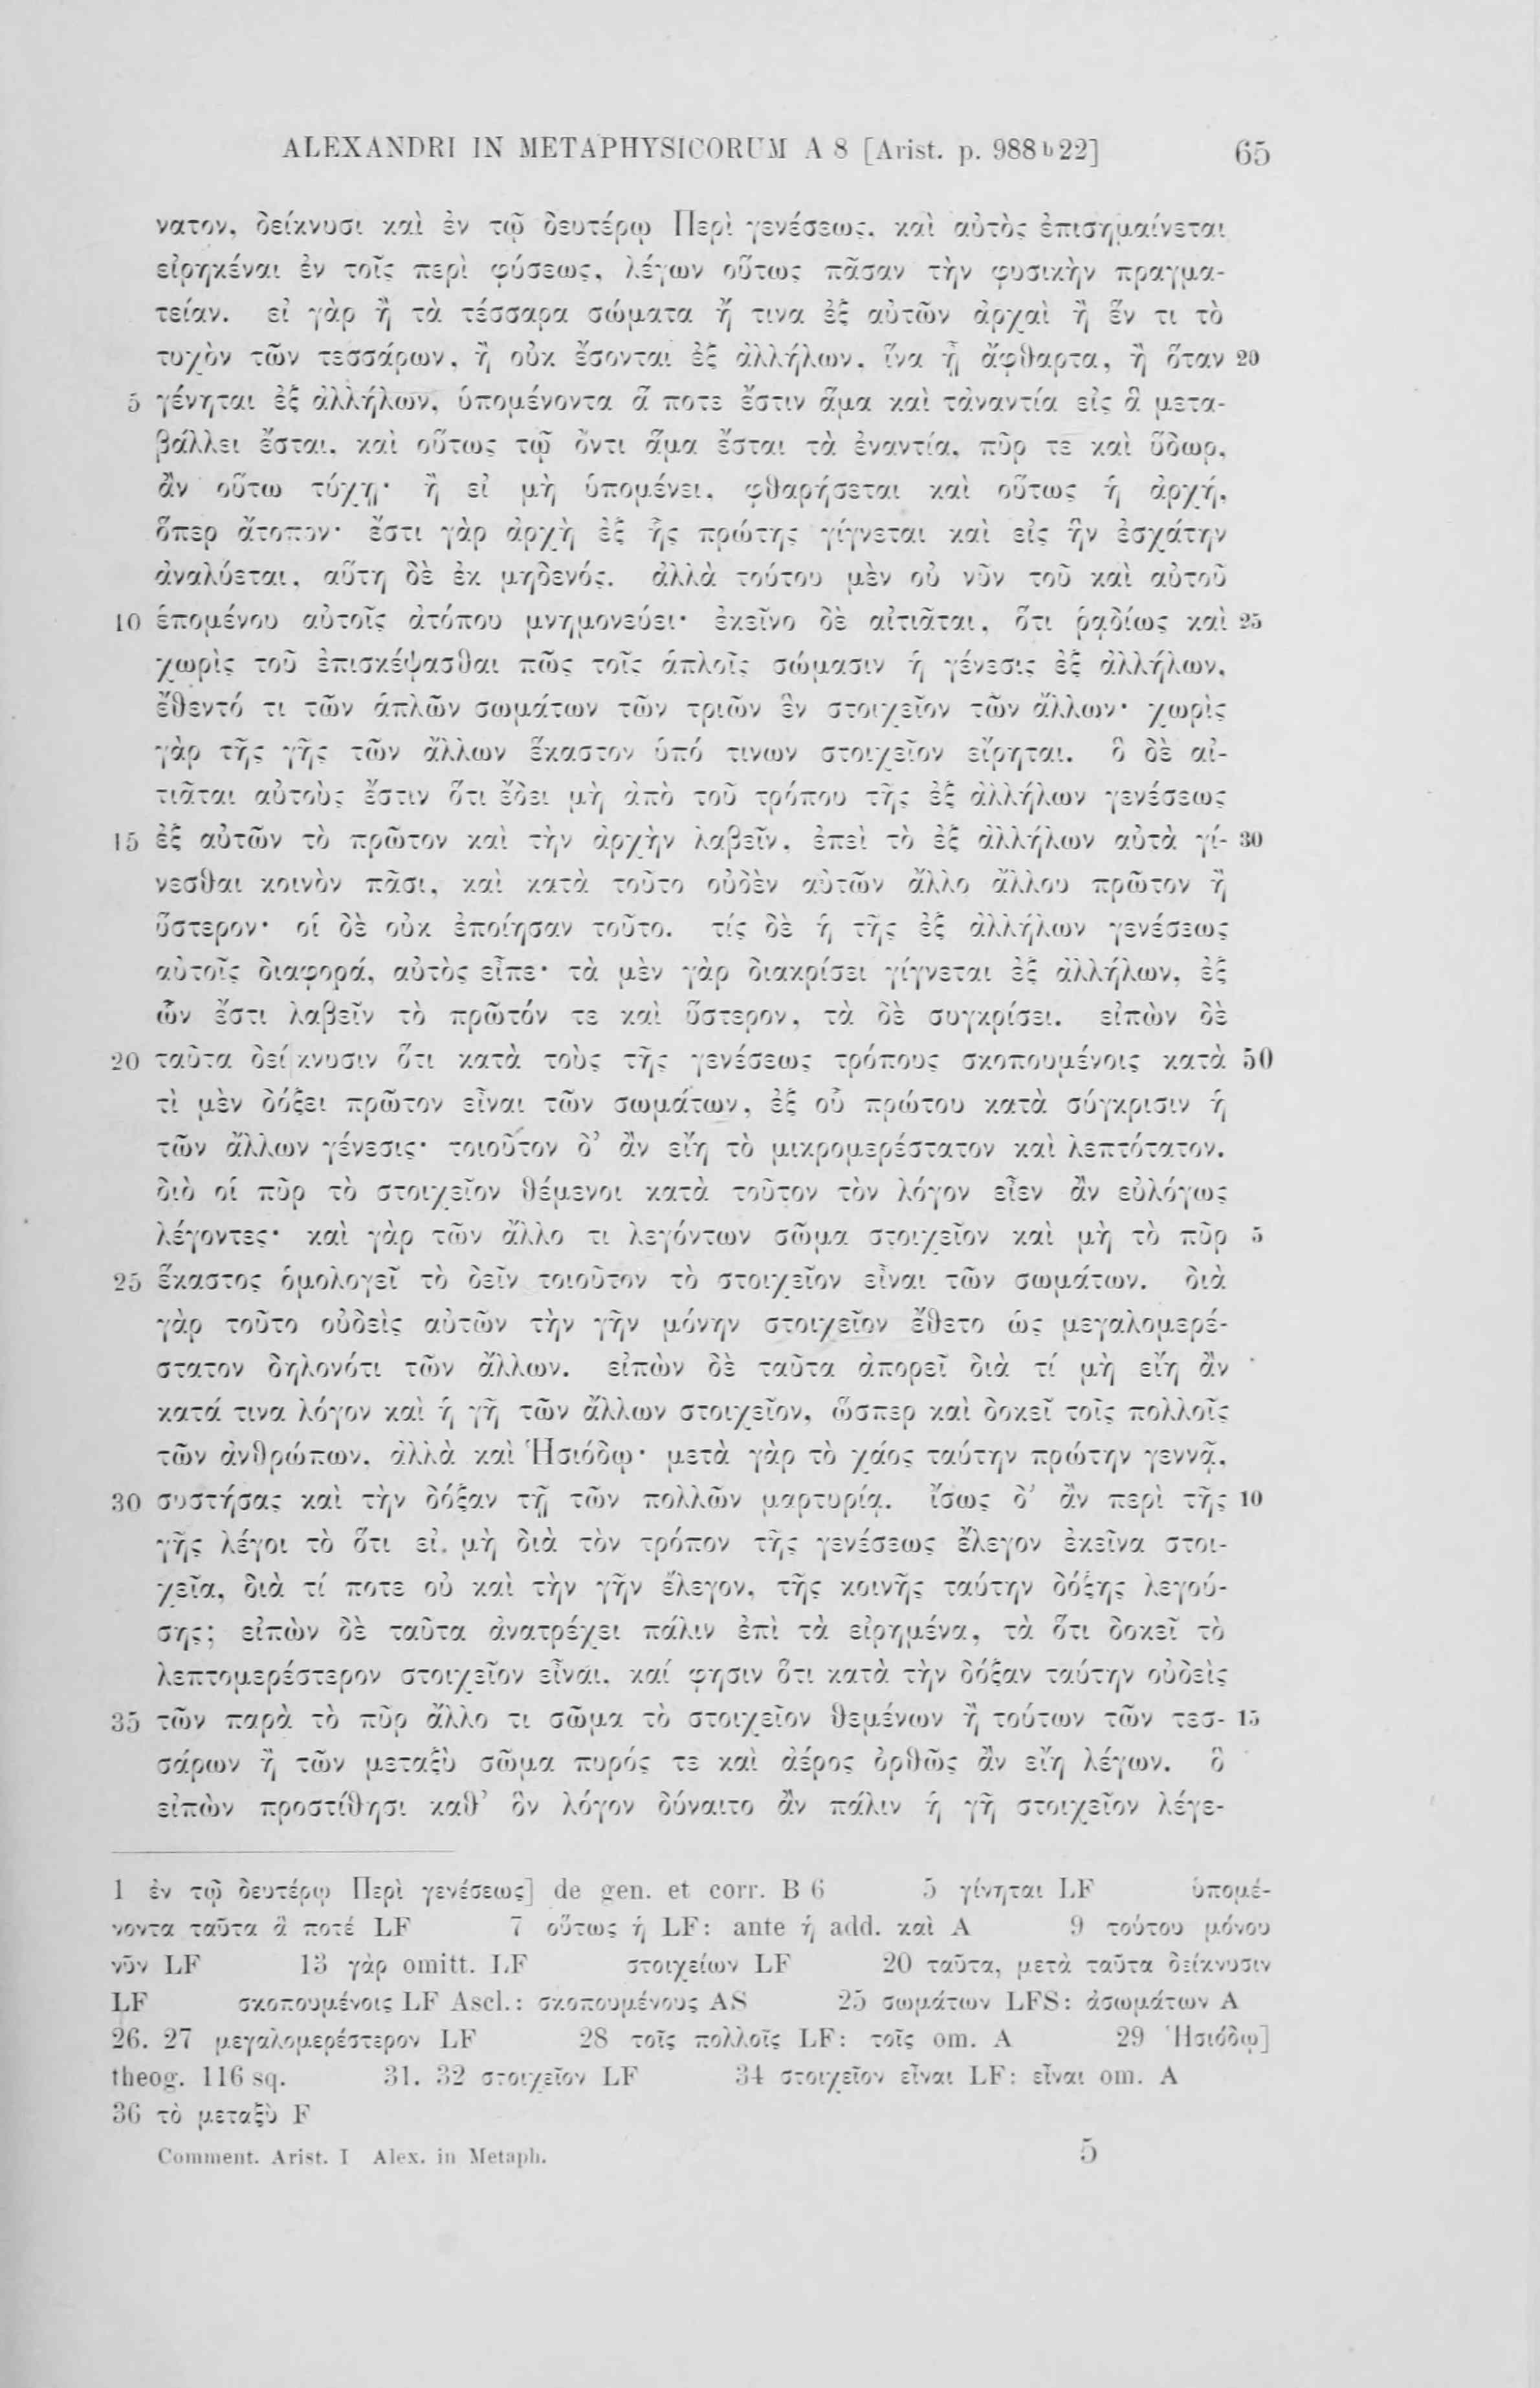 ALEXANDRI IN METAPHYSICORUM A 8 [Arist. p. 988 b 22] 65
νατον, δείκνυσι καὶ ἐν τῷ δευτέρῳ Περὶ γενέσεως. καὶ αὐτὸς ἐπισημαίνεται
εἰρηκέναι ἐν τοῖς περὶ φύσεως, λέγων οὕτως πᾶσαν τὴν φυσικὴν πραγμα-
τείαν. εἰ γὰρ ἢ τὰ τέσσαρα σώματα ἤ τινα ἐξ αὐτῶν ἀρχαὶ ἢ ἕν τι τὸ
τυχὸν τῶν τεσσάρων, ἢ οὐκ ἔσονται ἐξ ἀλλήλων, ἵνα ᾖ ἄφθαρτα, ἢ ὅταν 20
5 γένηται ἐξ ἀλλήλων, ὑπομένοντα ἅ ποτε ἔστιν ἅμα καὶ τἀναντία εἰς ἃ μετα-
βάλλει ἔσται, καὶ οὕτως τῷ ὄντι ἅμα ἔσται τὰ ἐναντία, πῦρ τε καὶ ὕδωρ,
ἂν οὕτω τύχῃ· ἢ εἰ μὴ ὑπομένει, φθαρήσεται καὶ οὕτως ἡ ἀρχή,
ὅπερ ἄτοπον· ἔστι γὰρ ἀρχὴ ἐξ ἧς πρώτης γίγνεται καὶ εἰς ἣν ἐσχάτην
ἀναλύεται, αὕτη δὲ ἐκ μηδενός. ἀλλὰ τούτου μὲν οὐ νῦν τοῦ καὶ αὐτοῦ
10 ἑπομένου αὐτοῖς ἀτόπου μνημονεύει· ἐκεῖνο δὲ αἰτιᾶται, ὅτι ῥᾳδίως καὶ 25
χωρὶς τοῦ ἐπισκέψασθαι πῶς τοῖς ἁπλοῖς σώμασιν ἡ γένεσις ἐξ ἀλλήλων,
ἔθεντό τι τῶν ἁπλῶν σωμάτων τῶν τριῶν ἓν στοιχεῖον τῶν ἄλλων· χωρὶς
γὰρ τῆς γῆς τῶν ἄλλων ἕκαστον ὑπό τινων στοιχεῖον εἴρηται. ὃ δὲ αἰ-
τιᾶται αὐτοὺς ἔστιν ὅτι ἔδει μὴ ἀπὸ τοῦ τρόπου τῆς ἐξ ἀλλήλων γενέσεως
15 ἐξ αὐτῶν τὸ πρῶτον καὶ τὴν ἀρχὴν λαβεῖν, ἐπεὶ τὸ ἐξ ἀλλήλων αὐτὰ γί- 30
νεσθαι κοινὸν πᾶσι, καὶ κατὰ τοῦτο οὐδὲν αὐτῶν ἄλλο ἄλλου πρῶτον ἢ
ὕστερον· οἱ δὲ οὐκ ἐποίησαν τοῦτο. τίς δὲ ἡ τῆς ἐξ ἀλλήλων γενέσεως
αὐτοῖς διαφορά, αὐτὸς εἶπε· τὰ μὲν γὰρ διακρίσει γίγνεται ἐξ ἀλλήλων, ἐξ
ὧν ἔστι λαβεῖν τὸ πρῶτόν τε καὶ ὕστερον, τὰ δὲ συγκρίσει. εἰπὼν δὲ
20 ταῦτα δεί|κνυσιν ὅτι κατὰ τοὺς τῆς γενέσεως τρόπους σκοπουμένοις κατὰ 50
τὶ μὲν δόξει πρῶτον εἶναι τῶν σωμάτων, ἐξ οὗ πρώτου κατὰ σύγκρισιν ἡ
τῶν ἄλλων γένεσις· τοιοῦτον δ’ ἂν εἴη τὸ μικρομερέστατον καὶ λεπτότατον.
διὸ οἱ πῦρ τὸ στοιχεῖον θέμενοι κατὰ τοῦτον τὸν λόγον εἶεν ἂν εὐλόγως
λέγοντες· καὶ γὰρ τῶν ἄλλο τι λεγόντων σῶμα στοιχεῖον καὶ μὴ τὸ πῦρ 5
25 ἕκαστος ὁμολογεῖ τὸ δεῖν τοιοῦτον τὸ στοιχεῖον εἶναι τῶν σωμάτων. διὰ
γὰρ τοῦτο οὐδεὶς αὐτῶν τὴν γῆν μόνην στοιχεῖον ἔθετο ὡς μεγαλομερέ-
στατον δηλονότι τῶν ἄλλων. εἰπὼν δὲ ταῦτα ἀπορεῖ διὰ τί μὴ εἴη ἂν
κατά τινα λόγον καὶ ἡ γῆ τῶν ἄλλων στοιχεῖον, ὥσπερ καὶ δοκεῖ τοῖς πολλοῖς
τῶν ἀνθρώπων, ἀλλὰ καὶ Ἡσιόδῳ· μετὰ γὰρ τὸ χάος ταύτην πρώτην γεννᾷ,
30 συστήσας καὶ τὴν δόξαν τῇ τῶν πολλῶν μαρτυρίᾳ. ἴσως δ’ ἂν περὶ τῆς 10
γῆς λέγοι τὸ ὅτι εἰ μὴ διὰ τὸν τρόπον τῆς γενέσεως ἔλεγον ἐκεῖνα στοι-
χεῖα, διὰ τί ποτε οὐ καὶ τὴν γῆν ἔλεγον, τῆς κοινῆς ταύτην δόξης λεγού-
σης; εἰπὼν δὲ ταῦτα ἀνατρέχει πάλιν ἐπὶ τὰ εἰρημένα, τὰ ὅτι δοκεῖ τὸ
λεπτομερέστερον στοιχεῖον εἶναι, καί φησιν ὅτι κατὰ τὴν δόξαν ταύτην οὐδεὶς
35 τῶν παρὰ τὸ πῦρ ἄλλο τι σῶμα τὸ στοιχεῖον θεμένων ἢ τούτων τῶν τεσ- 15
σάρων ἢ τῶν μεταξὺ σῶμα πυρός τε καὶ ἀέρος ὀρθῶς ἂν εἴη λέγων. ὃ
εἰπὼν προστίθησι καθ’ ὃν λόγον δύναιτο ἂν πάλιν ἡ γῆ στοιχεῖον λέγε-
1 ἐν τῷ δευτέρῳ Περὶ γενέσεως] de gen. et corr. B 6 5 γίνηται LF ὑπομέ-
νοντα ταῦτα ἅ ποτέ LF 7 οὕτως ἡ LF: ante ἡ add. καὶ A 9 τούτου μόνου
νῦν LF 13 γὰρ omitt. LF στοιχείων LF 20 ταῦτα, μετὰ ταῦτα δείκνυσιν
LF σκοπουμένοις LF Ascl.: σκοπουμένους AS 25 σωμάτων LFS: ἀσωμάτων A
26. 27 μεγαλομερέστερον LF 28 τοῖς πολλοῖς LF: τοῖς om. A 29 Ἡσιόδῳ]
theog. 116 sq. 31. 32 στοιχεῖον LF 34 στοιχεῖον εἶναι LF: εἶναι om. A
36 τὸ μεταξὺ F
Comment. Arist. I Alex. in Metaph. 5